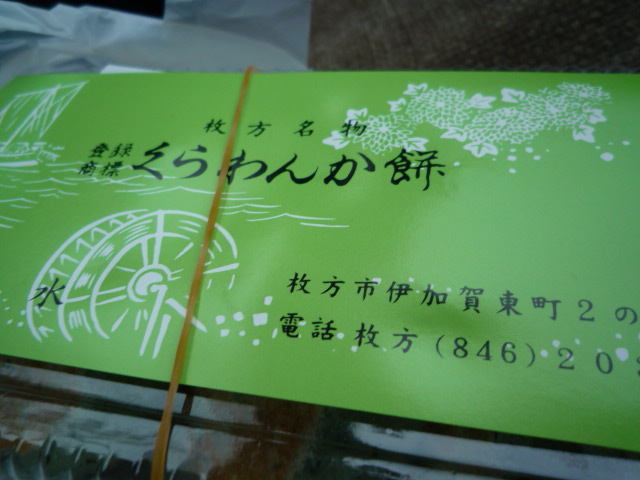 枚方名物
登録
商標
くらわんか餅
水
枚方市伊加賀東町2の
電話 枚方 (846) 20